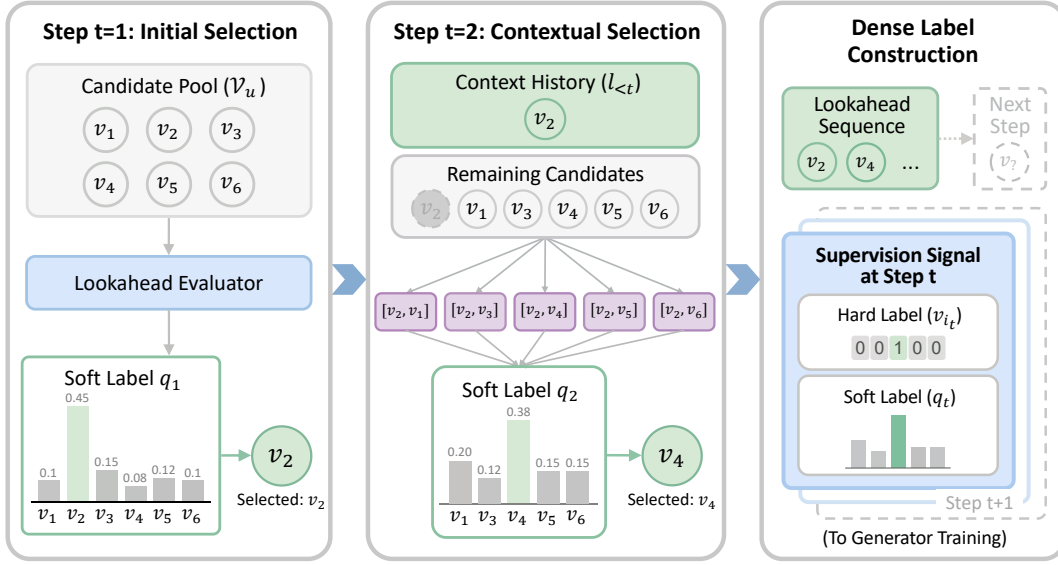 Step t=1: Initial Selection
Candidate Pool (𝒱ᵤ)
v₁ v₂ v₃
v₄ v₅ v₆
Lookahead Evaluator
Soft Label q₁
0.45
0.1 0.15 0.08 0.12 0.1
v₁ v₂ v₃ v₄ v₅ v₆
v₂
Selected: v₂
Step t=2: Contextual Selection
Context History (l_{<t})
v₂
Remaining Candidates
v₂ v₁ v₃ v₄ v₅ v₆
[v₂, v₁] [v₂, v₃] [v₂, v₄] [v₂, v₅] [v₂, v₆]
Soft Label q₂
0.38
0.20 0.12 0.15 0.15
v₁ v₃ v₄ v₅ v₆
v₄
Selected: v₄
Dense Label
Construction
Lookahead
Sequence
v₂ v₄ ...
Next
Step
v_?
Supervision Signal
at Step t
Hard Label (v_{i_t})
0 0 1 0 0
Soft Label (q_t)
Step t+1
(To Generator Training)